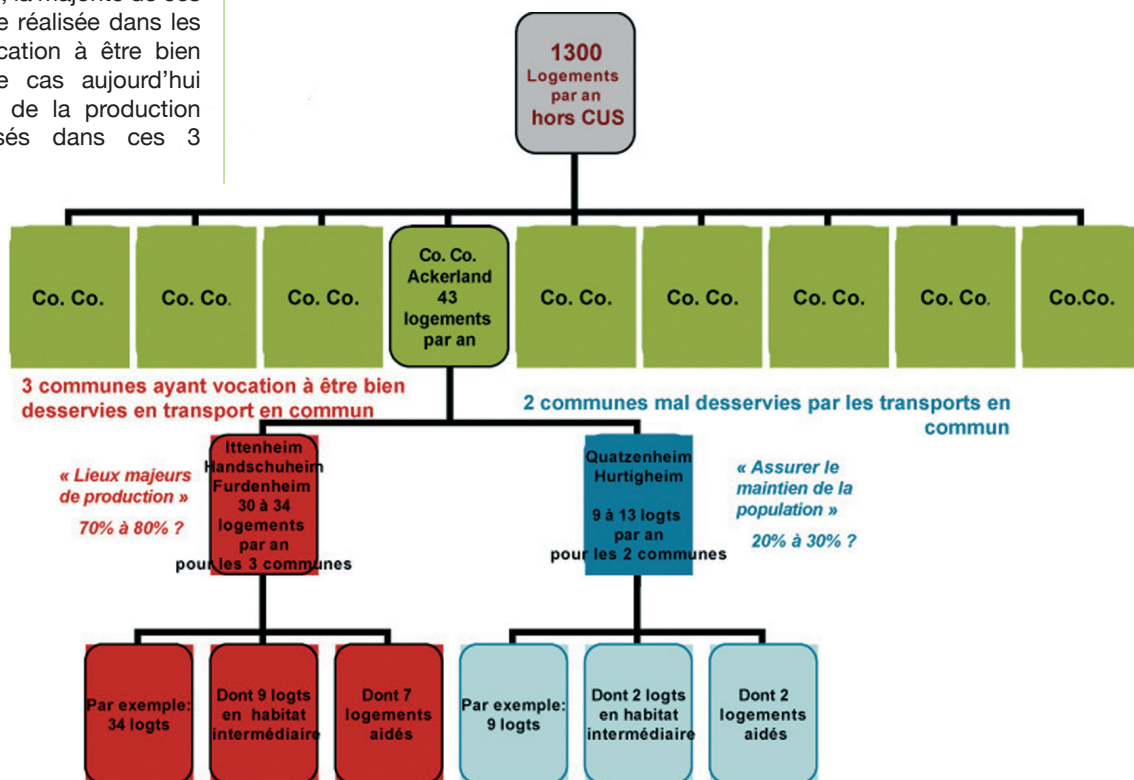 , la majorité de ces
e réalisée dans les
cation à être bien
e cas aujourd'hui
de la production
sés dans ces 3
1300
Logements
par an
hors CUS
Co. Co.
Co. Co.
Co. Co.
Co. Co.
Ackerland
43
logements
par an
Co. Co.
Co. Co.
Co. Co.
Co. Co.
Co.Co.
3 communes ayant vocation à être bien
desservies en transport en commun
2 communes mal desservies par les transports en
commun
« Lieux majeurs
de production »
70% à 80% ?
Ittenheim
Handschuheim
Furdenheim
30 à 34
logements
par an
pour les 3 communes
Quatzenheim
Hurtigheim
9 à 13 logts
par an
pour les 2 communes
« Assurer le
maintien de la
population »
20% à 30% ?
Par exemple:
34 logts
Dont 9 logts
en habitat
intermédiaire
Dont 7
logements
aidés
Par exemple:
9 logts
Dont 2 logts
en habitat
intermédiaire
Dont 2
logements
aidés